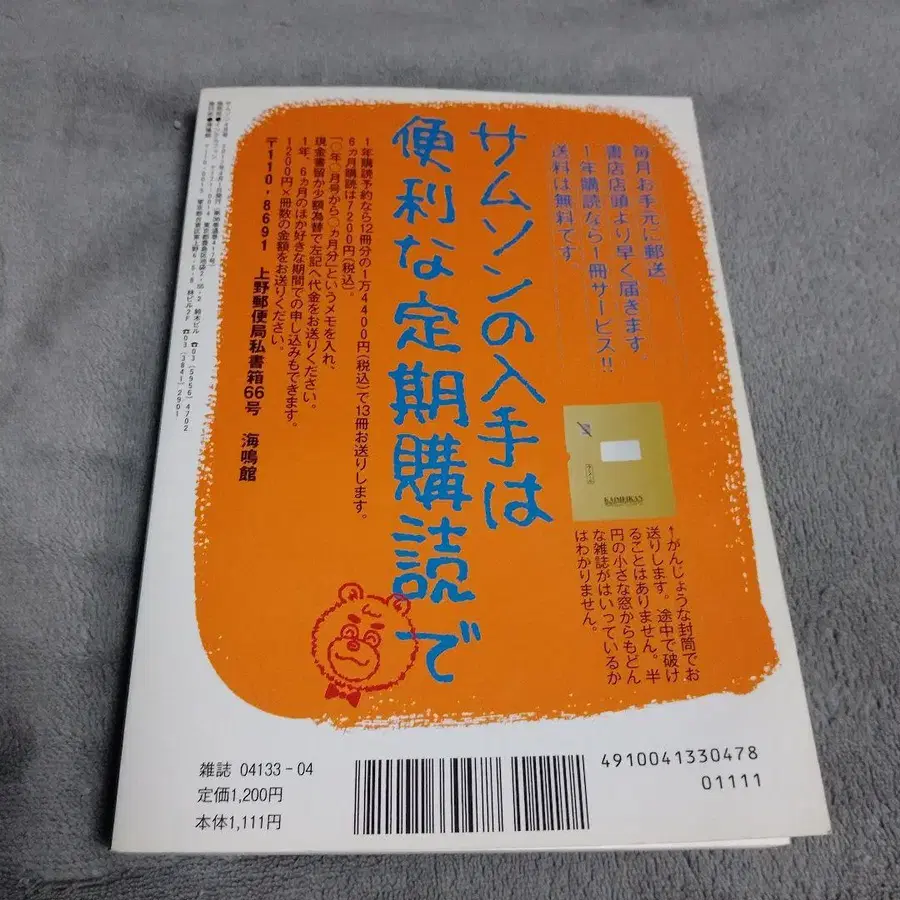 毎月お手元に郵送。
書店店頭より早く届きます。
1年購読なら1冊サービス!!
送料は無料です。
サムソンの入手は
便利な定期購読で
1年購読予約なら12冊分の1万4400円(税込)で13冊お送りします。
6ヵ月購読は7200円(税込)。
「○年○月号から○ヵ月分」というメモを入れ、
現金書留か少額為替で左記へ代金をお送りください。
1年、6ヵ月のほか好きな期間での申し込みもできます。
1200円×冊数の金額をお送りください。
〒110‚8691 上野郵便局私書箱66号 海鳴館
KAIMEIKAN
↑がんじょうな封筒でお
送りします。途中で破け
ることはありません。半
円の小さな窓からもどん
な雑誌がはいっているか
はわかりません。
雑誌 04133-04
定価1,200円
本体1,111円
4910041330478
01111